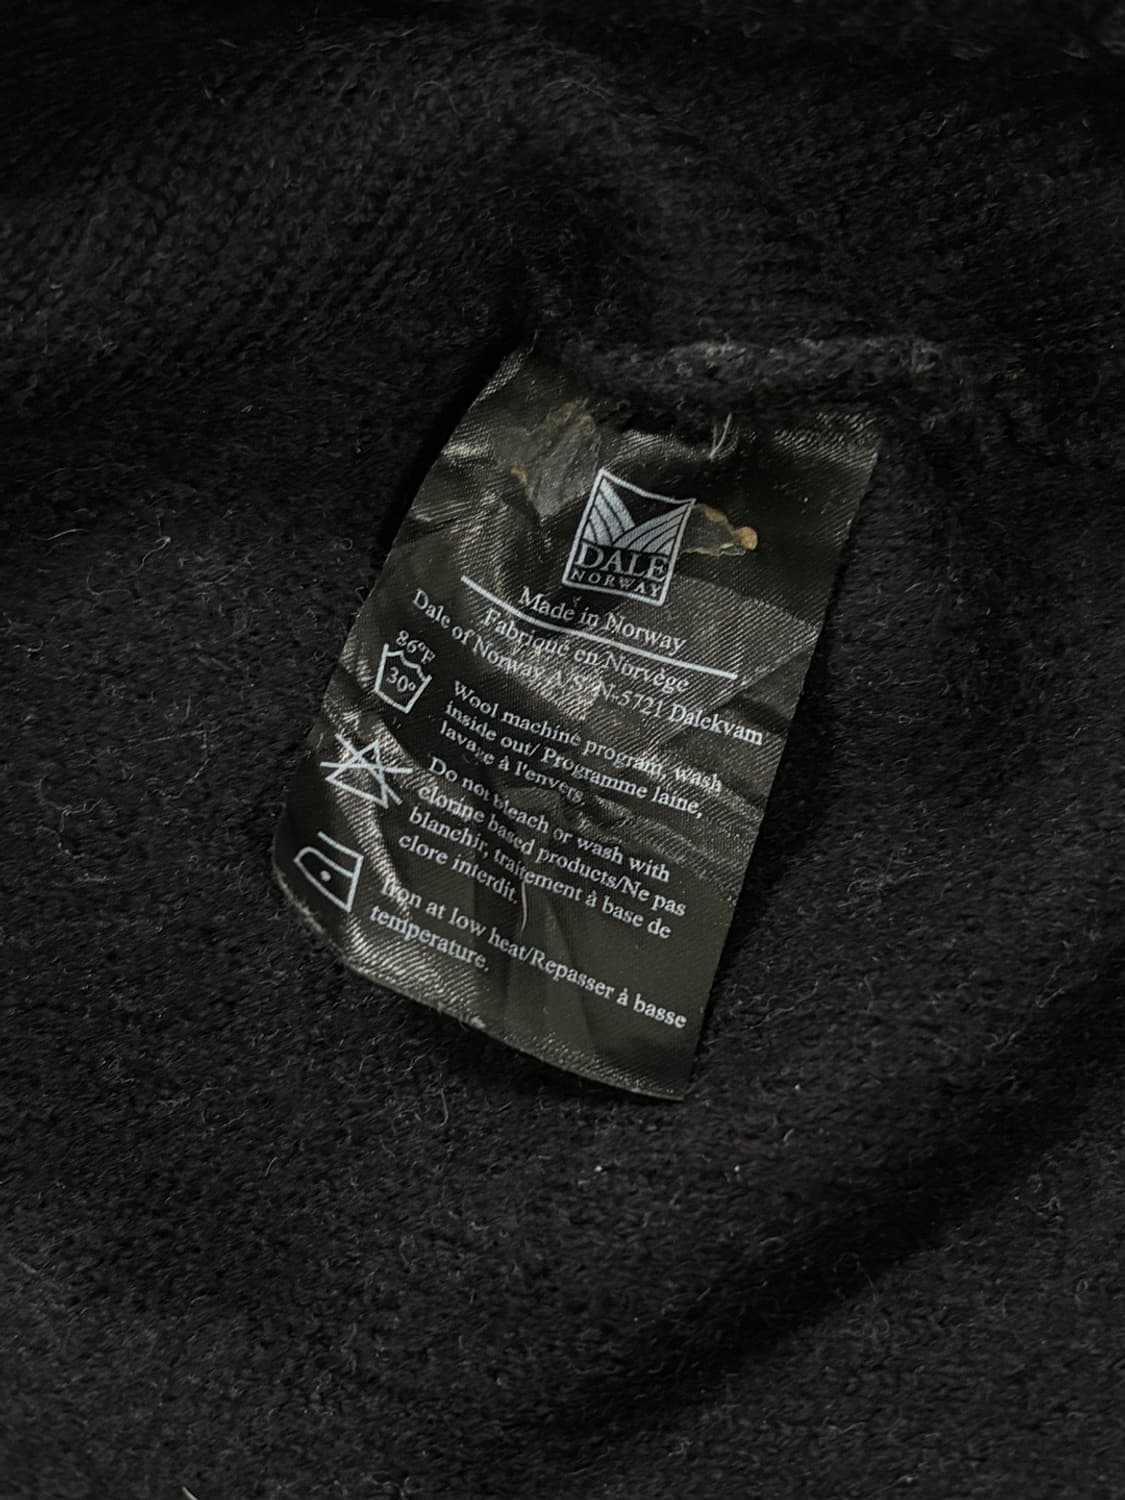 DALE
NORWAY
Made in Norway
Fabriqué en Norvège
Dale of Norway A/S, N-5721 Dalekvam
86°F
30°
Wool machine program, wash
inside out/ Programme laine,
lavage à l'envers.
Do not bleach or wash with
clorine based products/Ne pas
blanchir, traitement à base de
clore interdit.
Iron at low heat/Repasser à basse
temperature.